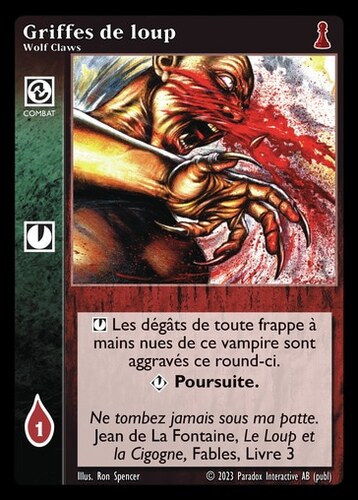 Griffes de loup
Wolf Claws
COMBAT
Les dégâts de toute frappe à
mains nues de ce vampire sont
aggravés ce round-ci.
Poursuite.
Ne tombez jamais sous ma patte.
Jean de La Fontaine, Le Loup et
la Cigogne, Fables, Livre 3
1
Illus. Ron Spencer
© 2023 Paradox Interactive AB (publ)